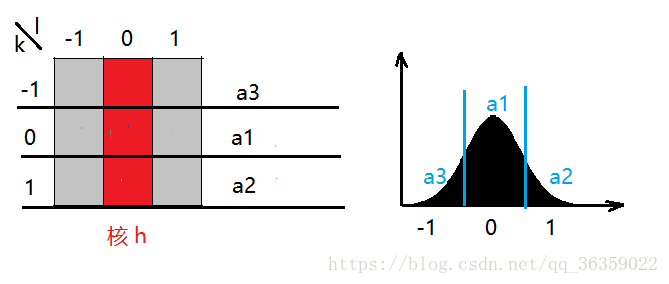 l
k
-1 0 1
-1 a3
0 a1
1 a2
核 h
a1
a3 a2
-1 0 1
https://blog.csdn.net/qq_36359022